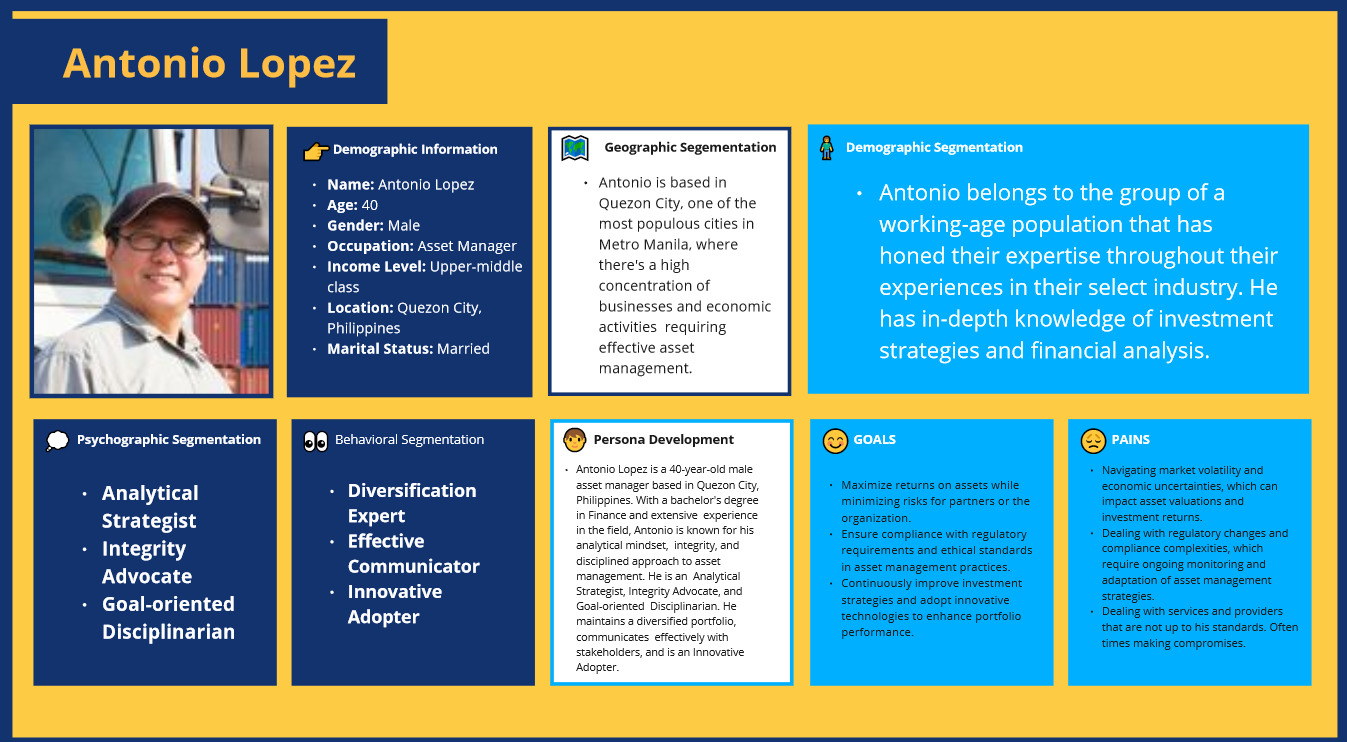 Antonio Lopez
Demographic Information
• Name: Antonio Lopez
• Age: 40
• Gender: Male
• Occupation: Asset Manager
• Income Level: Upper-middle
class
• Location: Quezon City,
Philippines
• Marital Status: Married
Geographic Segementation
• Antonio is based in
Quezon City, one of the
most populous cities in
Metro Manila, where
there's a high
concentration of
businesses and economic
activities requiring
effective asset
management.
Demographic Segmentation
• Antonio belongs to the group of a
working-age population that has
honed their expertise throughout their
experiences in their select industry. He
has in-depth knowledge of investment
strategies and financial analysis.
Psychographic Segmentation
• Analytical
Strategist
• Integrity
Advocate
• Goal-oriented
Disciplinarian
Behavioral Segmentation
• Diversification
Expert
• Effective
Communicator
• Innovative
Adopter
Persona Development
• Antonio Lopez is a 40-year-old male
asset manager based in Quezon City,
Philippines. With a bachelor's degree
in Finance and extensive experience
in the field, Antonio is known for his
analytical mindset, integrity, and
disciplined approach to asset
management. He is an Analytical
Strategist, Integrity Advocate, and
Goal-oriented Disciplinarian. He
maintains a diversified portfolio,
communicates effectively with
stakeholders, and is an Innovative
Adopter.
GOALS
• Maximize returns on assets while
minimizing risks for partners or the
organization.
• Ensure compliance with regulatory
requirements and ethical standards
in asset management practices.
• Continuously improve investment
strategies and adopt innovative
technologies to enhance portfolio
performance.
PAINS
• Navigating market volatility and
economic uncertainties, which can
impact asset valuations and
investment returns.
• Dealing with regulatory changes and
compliance complexities, which
require ongoing monitoring and
adaptation of asset management
strategies.
• Dealing with services and providers
that are not up to his standards. Often
times making compromises.